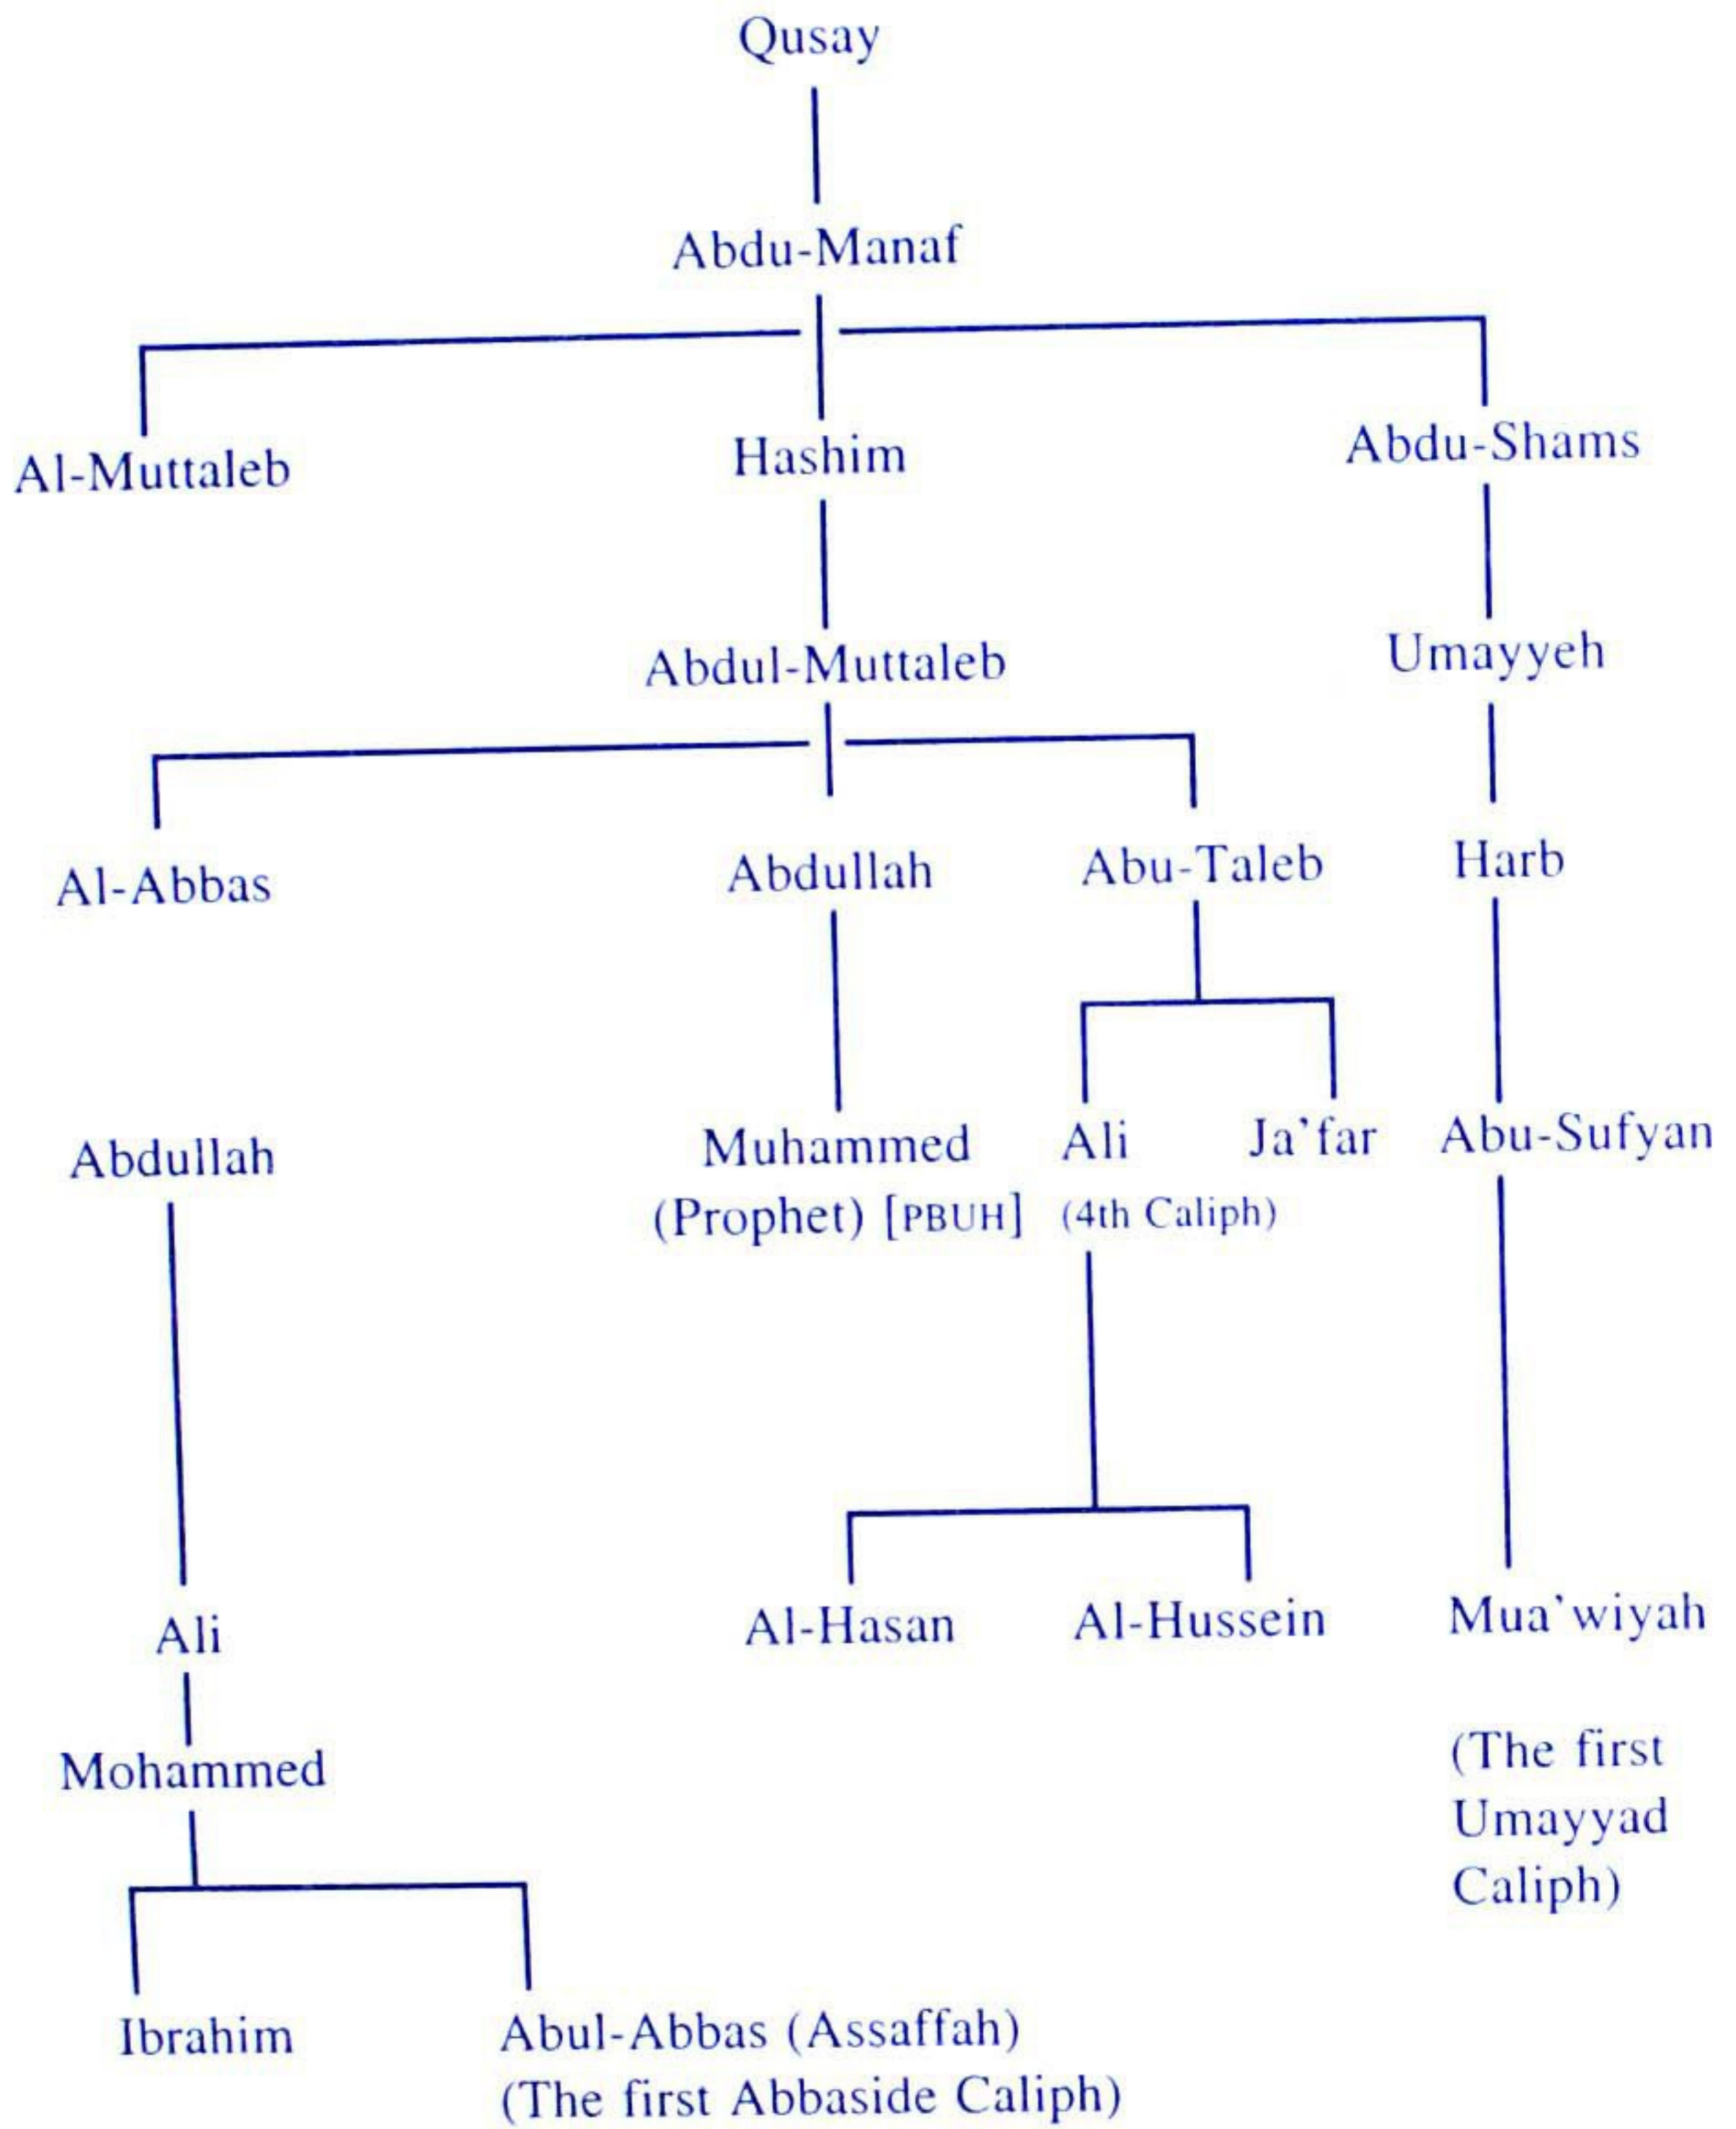 Qusay
Abdu-Manaf
Al-Muttaleb Hashim Abdu-Shams
Abdul-Muttaleb Umayyeh
Al-Abbas Abdullah Abu-Taleb Harb
Abdullah Muhammed Ali Ja'far Abu-Sufyan
(Prophet) [PBUH] (4th Caliph)
Ali Al-Hasan Al-Hussein Mua'wiyah
Mohammed (The first
Umayyad
Caliph)
Ibrahim Abul-Abbas (Assaffah)
(The first Abbaside Caliph)